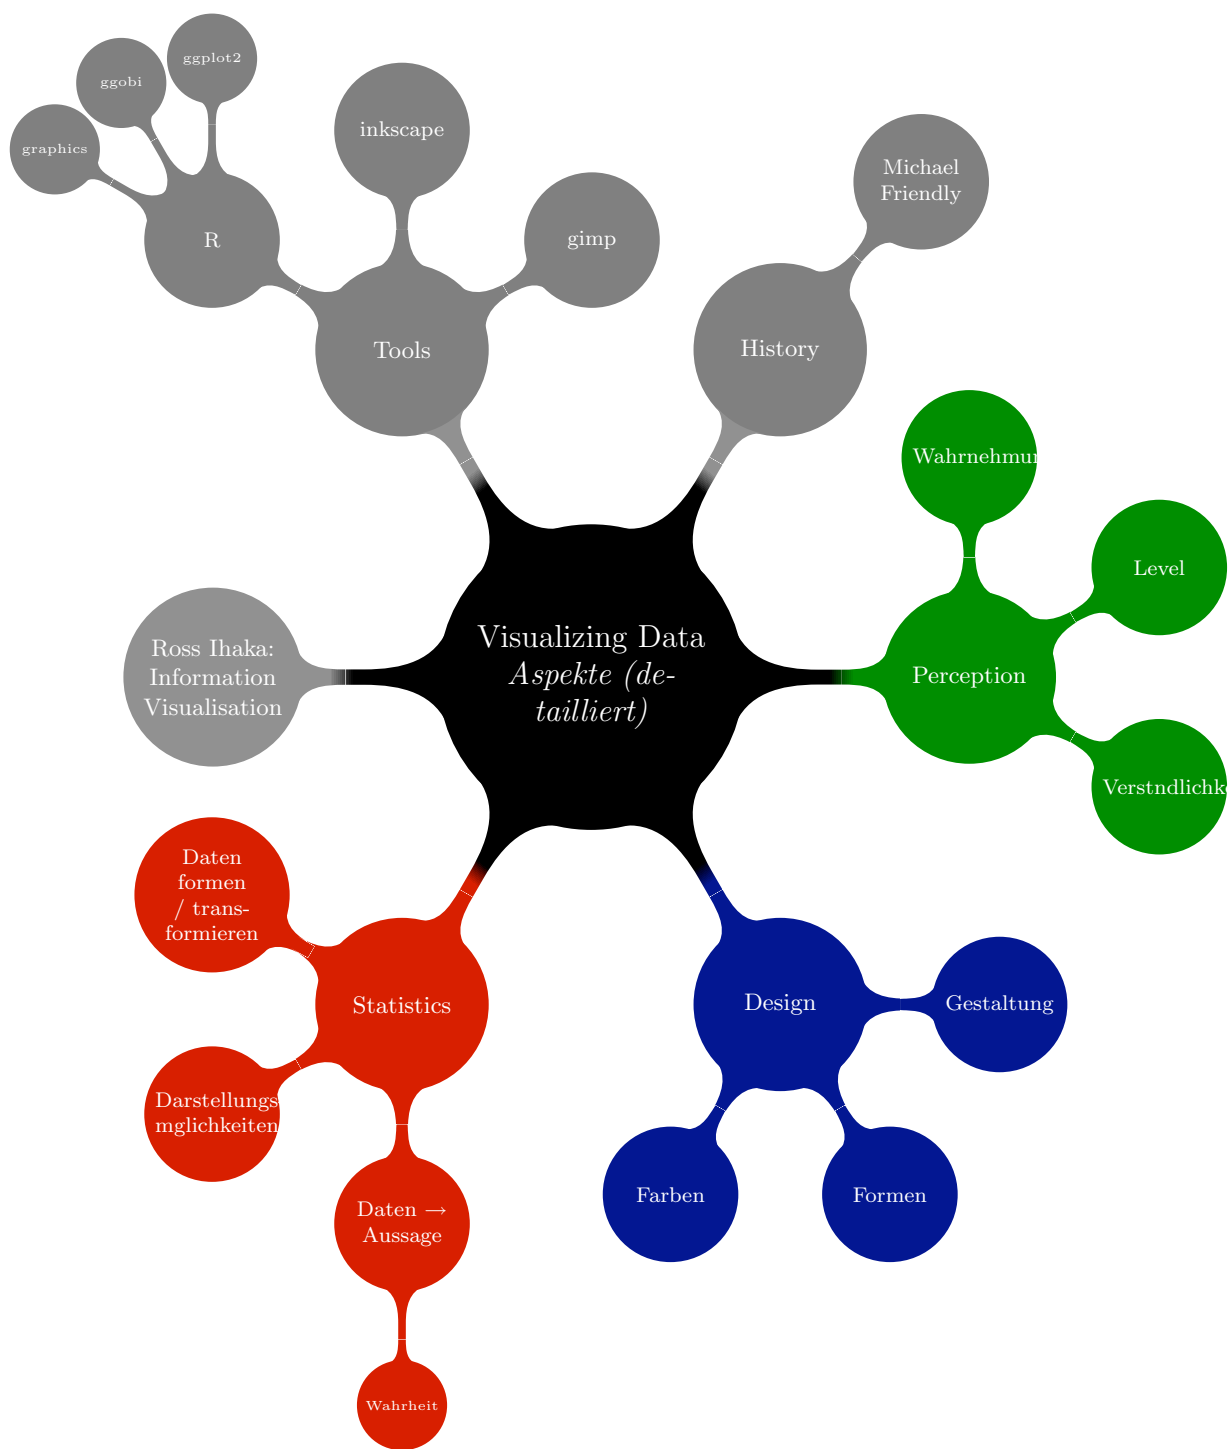 ggplot2
ggobi
graphics
inkscape
Michael
Friendly
R
gimp
Tools
History
Wahrnehmun
Level
Visualizing Data
Aspekte (de-
tailliert)
Ross Ihaka:
Information
Visualisation
Perception
Verstndlichke
Daten
formen
/ trans-
formieren
Statistics
Design
Gestaltung
Darstellungs
mglichkeiten
Farben
Formen
Daten →
Aussage
Wahrheit